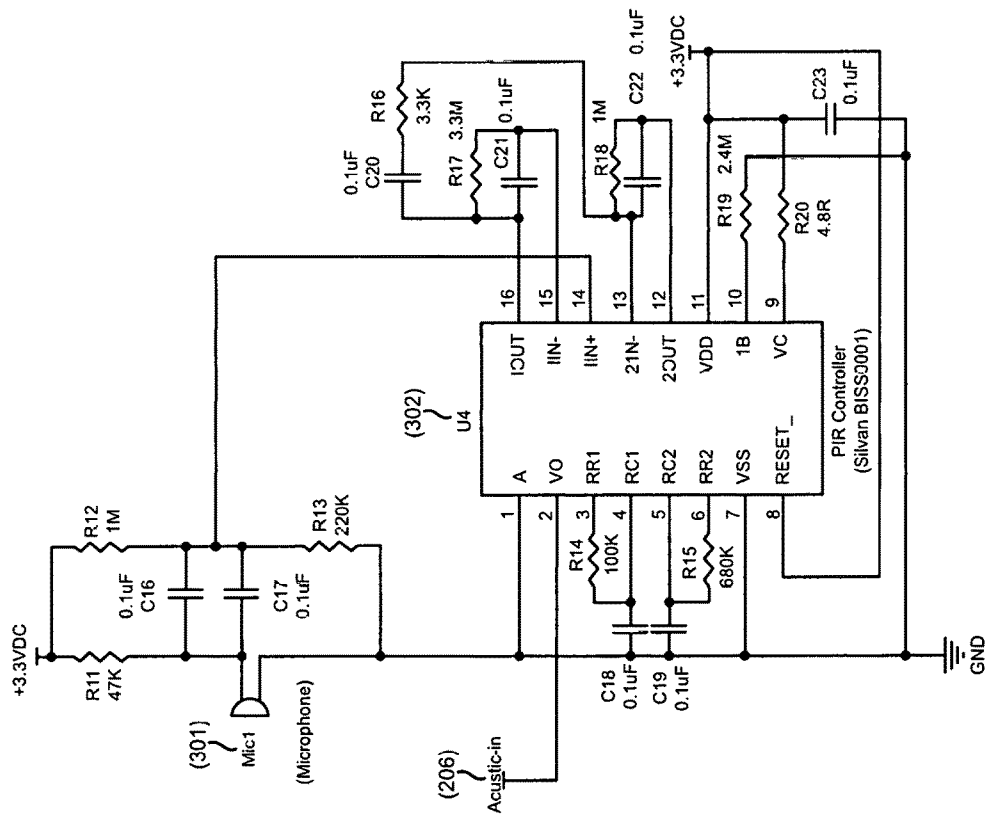 +3.3VDC
R11
47K
R12
1M
0.1uF
C16
C17
0.1uF
R13
220K
(301)
Mic1
(Microphone)
(206)
Acustic-in
0.1uF
C20
R16
3.3K
R17
3.3M
C21
0.1uF
R18
1M
C22
0.1uF
+3.3VDC
R19
2.4M
R20
4.8R
C23
0.1uF
16
15
14
13
12
11
10
9
1OUT
1IN-
1IN+
21N-
2OUT
VDD
1B
VC
(302)
U4
A
VO
RR1
RC1
RC2
RR2
VSS
RESET_
PIR Controller
(Silvan BISS0001)
1
2
3
4
5
6
7
8
R14
100K
R15
680K
C18
0.1uF
C19
0.1uF
GND